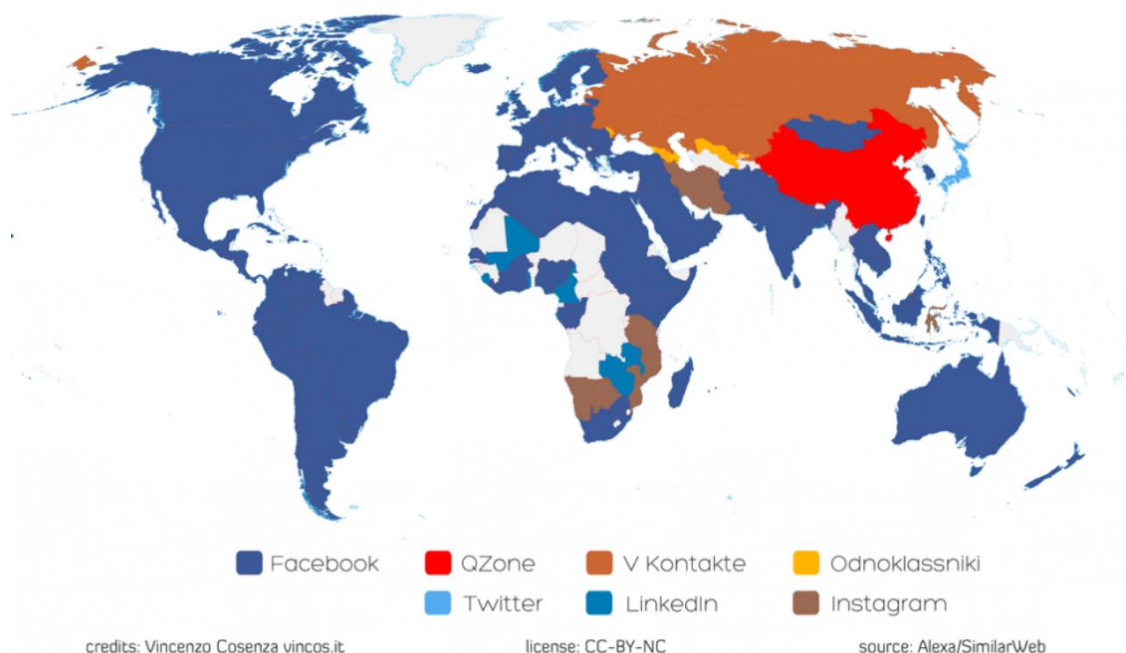 Facebook QZone V Kontakte Odnoklassniki
Twitter LinkedIn Instagram
credits: Vincenzo Cosenza vincos.it license: CC-BY-NC source: Alexa/SimilarWeb